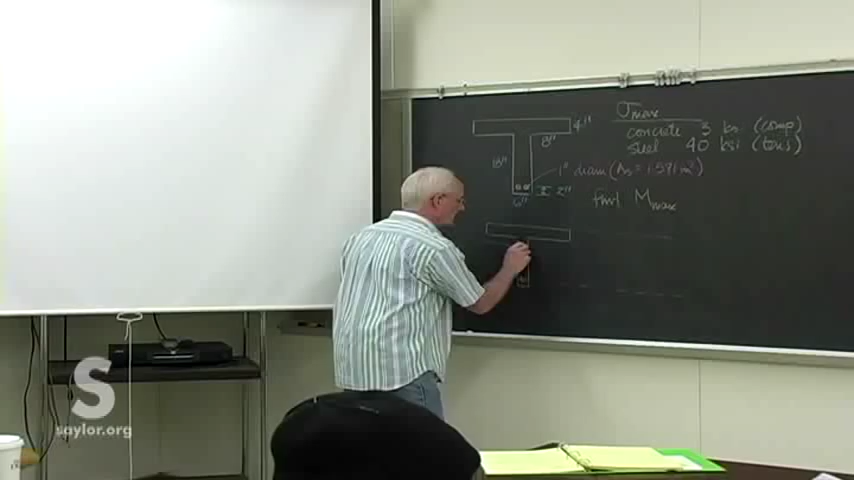 σmax
concrete 3 ksi (comp)
steel 40 ksi (tens)
4"
8"
18"
1" diam (As = 1.571 in²)
2"
6"
find Mmax
S
saylor.org